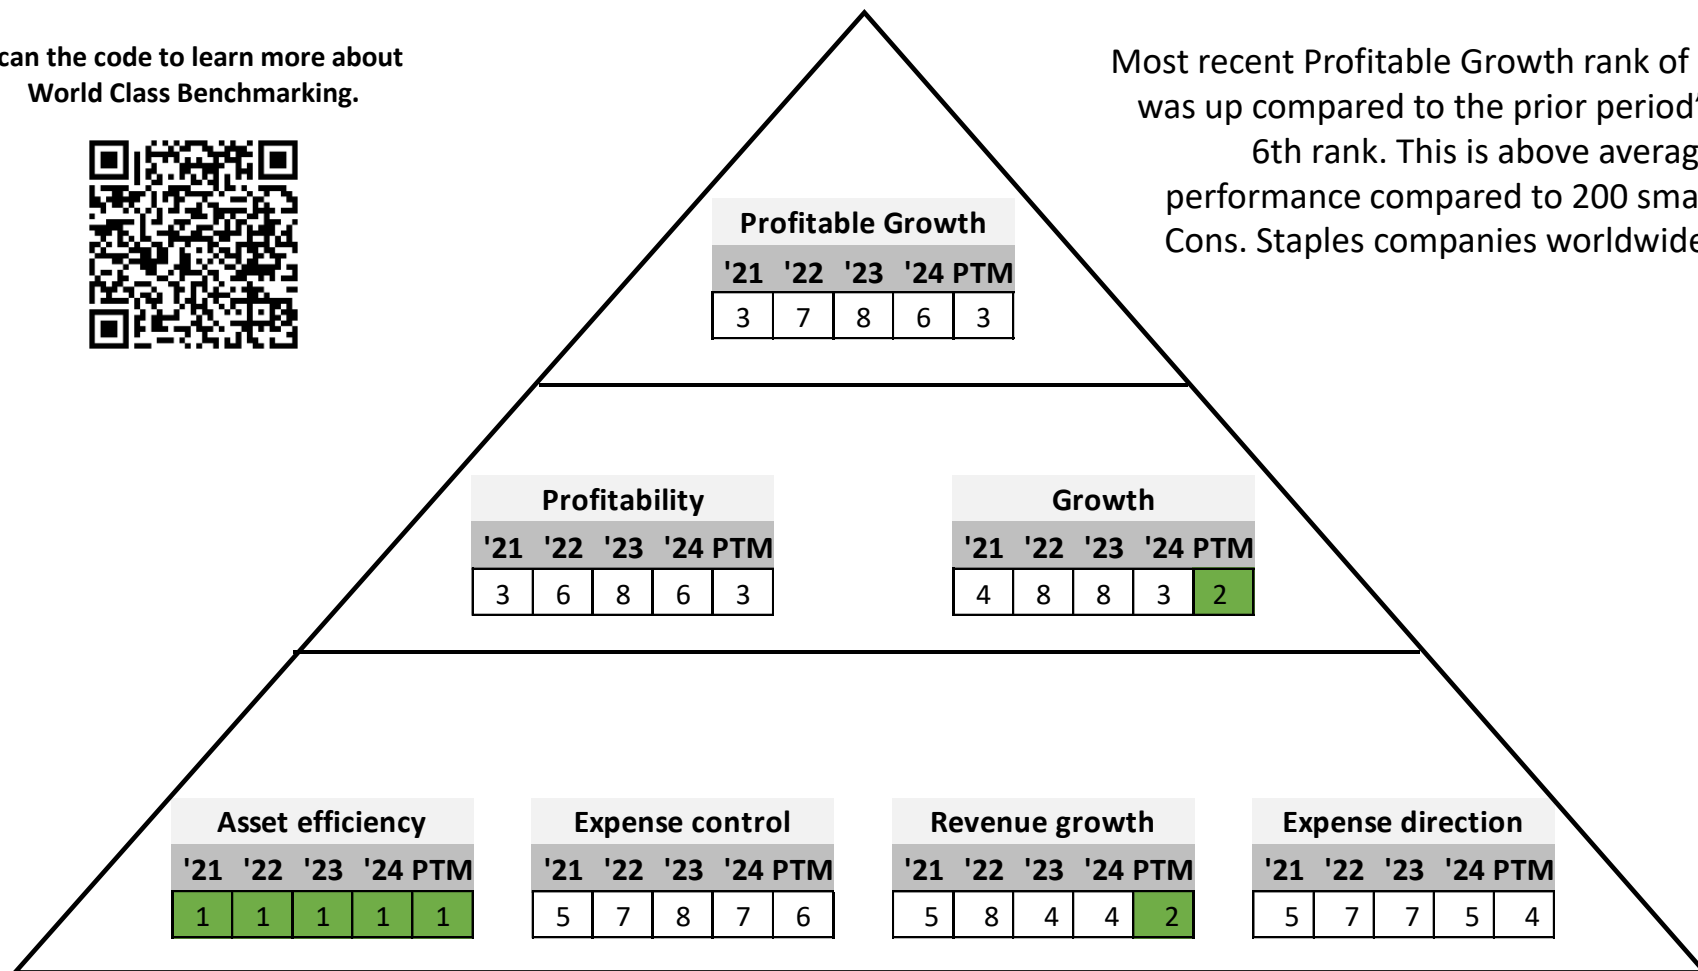 can the code to learn more about
World Class Benchmarking.
Most recent Profitable Growth rank of
was up compared to the prior period'
6th rank. This is above averag
performance compared to 200 sma
Cons. Staples companies worldwide
Profitable Growth
'21 '22 '23 '24 PTM
3 7 8 6 3
Profitability
'21 '22 '23 '24 PTM
3 6 8 6 3
Growth
'21 '22 '23 '24 PTM
4 8 8 3 2
Asset efficiency
'21 '22 '23 '24 PTM
1 1 1 1 1
Expense control
'21 '22 '23 '24 PTM
5 7 8 7 6
Revenue growth
'21 '22 '23 '24 PTM
5 8 4 4 2
Expense direction
'21 '22 '23 '24 PTM
5 7 7 5 4